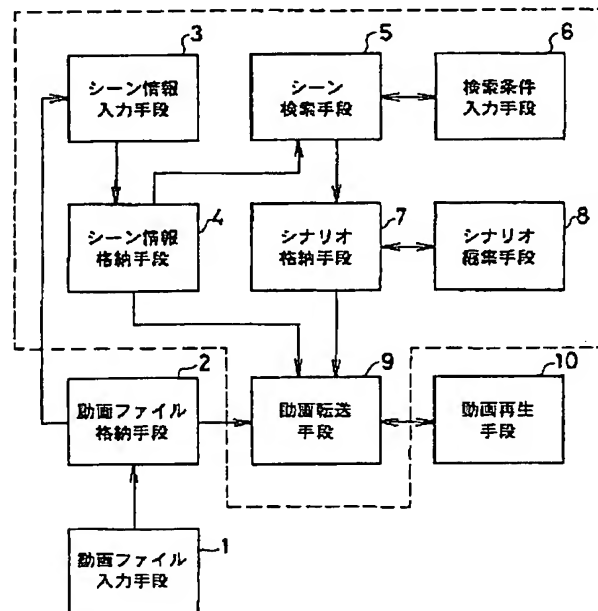 3
シーン情報
入力手段
5
シーン
検索手段
6
検索条件
入力手段
4
シーン情報
格納手段
7
シナリオ
格納手段
8
シナリオ
編集手段
2
動画ファイル
格納手段
9
動画転送
手段
10
動画再生
手段
1
動画ファイル
入力手段